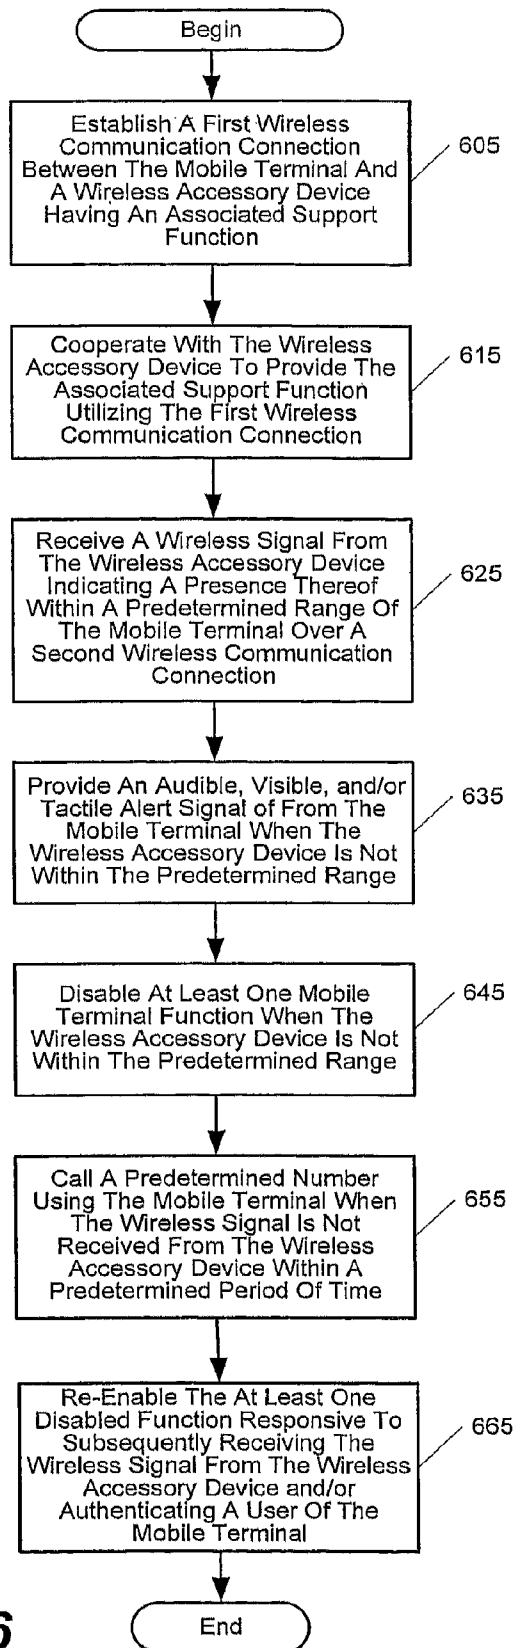 Begin
Establish A First Wireless
Communication Connection
Between The Mobile Terminal And
A Wireless Accessory Device
Having An Associated Support
Function
605
Cooperate With The Wireless
Accessory Device To Provide The
Associated Support Function
Utilizing The First Wireless
Communication Connection
615
Receive A Wireless Signal From
The Wireless Accessory Device
Indicating A Presence Thereof
Within A Predetermined Range Of
The Mobile Terminal Over A
Second Wireless Communication
Connection
625
Provide An Audible, Visible, and/or
Tactile Alert Signal of From The
Mobile Terminal When The
Wireless Accessory Device Is Not
Within The Predetermined Range
635
Disable At Least One Mobile
Terminal Function When The
Wireless Accessory Device Is Not
Within The Predetermined Range
645
Call A Predetermined Number
Using The Mobile Terminal When
The Wireless Signal Is Not
Received From The Wireless
Accessory Device Within A
Predetermined Period Of Time
655
Re-Enable The At Least One
Disabled Function Responsive To
Subsequently Receiving The
Wireless Signal From The Wireless
Accessory Device and/or
Authenticating A User Of The
Mobile Terminal
665
End
6